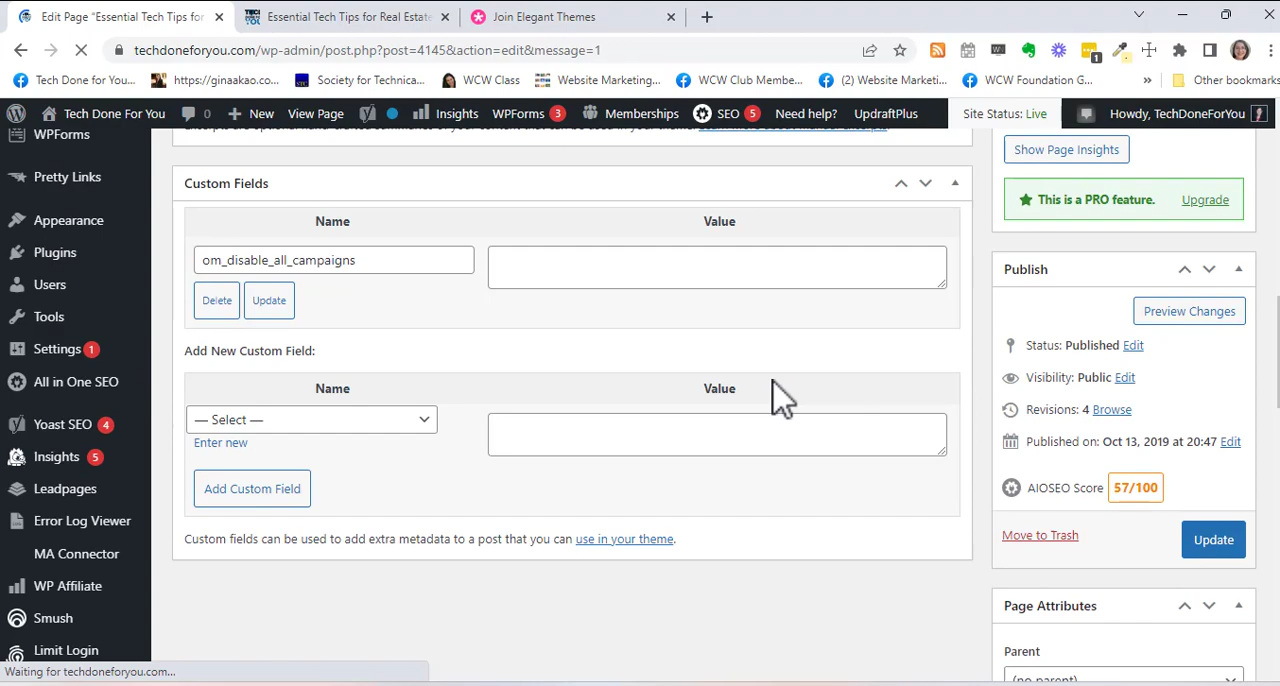 Edit Page "Essential Tech Tips for
Essential Tech Tips for Real Estate
Join Elegant Themes
techdoneforyou.com/wp-admin/post.php?post=4145&action=edit&message=1
1
Tech Done For You...
https://ginaakao.co...
Society for Technica...
WCW Class
Website Marketing...
WCW Club Membe...
(2) Website Marketi...
WCW Foundation G...
»
Other bookmarks
Tech Done For You
0
New
View Page
Insights
WPForms 3
Memberships
SEO 5
Need help?
UpdraftPlus
Site Status: Live
Howdy, TechDoneForYou
WPForms
Pretty Links
Appearance
Plugins
Users
Tools
Settings 1
All in One SEO
Yoast SEO 4
Insights 5
Leadpages
Error Log Viewer
MA Connector
WP Affiliate
Smush
Limit Login
Custom Fields
Name
Value
om_disable_all_campaigns
Delete
Update
Add New Custom Field:
Name
Value
— Select —
Enter new
Add Custom Field
Custom fields can be used to add extra metadata to a post that you can use in your theme.
Show Page Insights
This is a PRO feature. Upgrade
Publish
Preview Changes
Status: Published Edit
Visibility: Public Edit
Revisions: 4 Browse
Published on: Oct 13, 2019 at 20:47 Edit
AIOSEO Score 57/100
Move to Trash
Update
Page Attributes
Parent
(no parent)
Waiting for techdoneforyou.com...